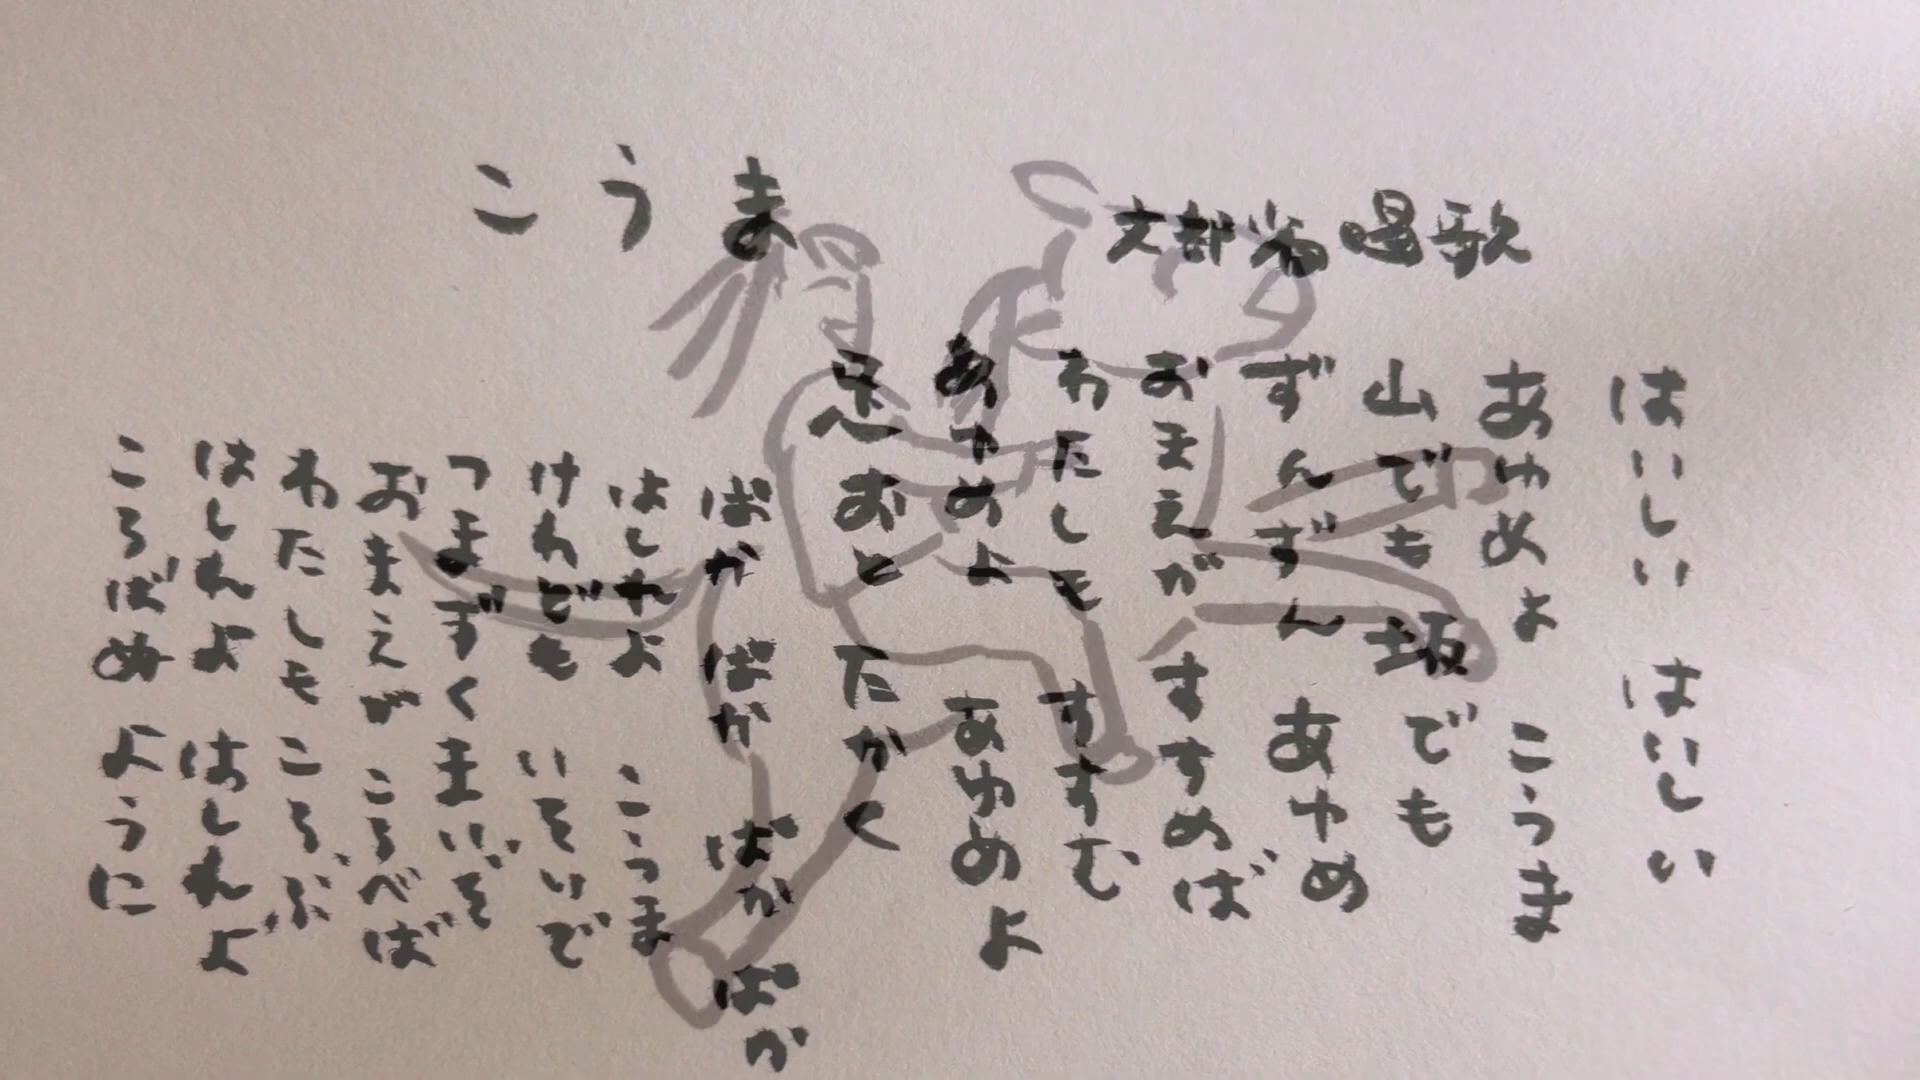 こうま
文部省唱歌
はいしい はいしい
あゆめよ こうま
山でも 坂でも
ずんずん あゆめ
おまえが すすめば
わたしも すすむ
あゆめよ あゆめよ
足おと たかく
ぱか ぱか ぱか ぱか
はしれよ こうま
けれども いそいで
つまずくまいぞ
おまえが ころべば
わたしも ころぶ
はしれよ はしれよ
ころばぬ ように